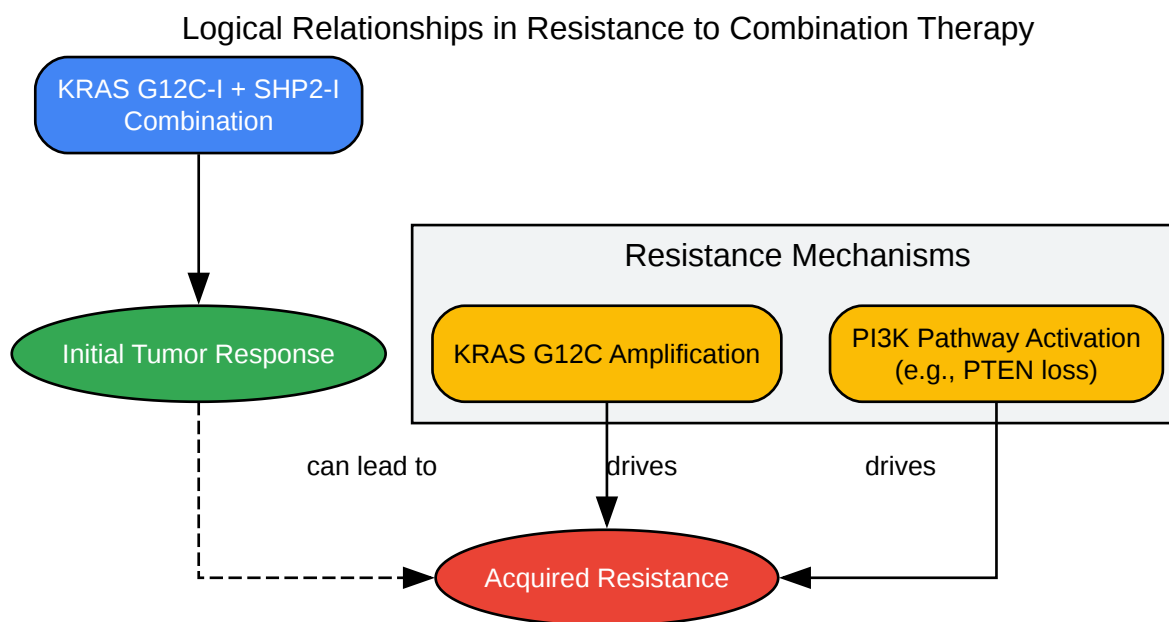 Logical Relationships in Resistance to Combination Therapy
KRAS G12C-I + SHP2-I
Combination
Resistance Mechanisms
Initial Tumor Response
KRAS G12C Amplification
PI3K Pathway Activation
(e.g., PTEN loss)
can lead to
drives
drives
Acquired Resistance